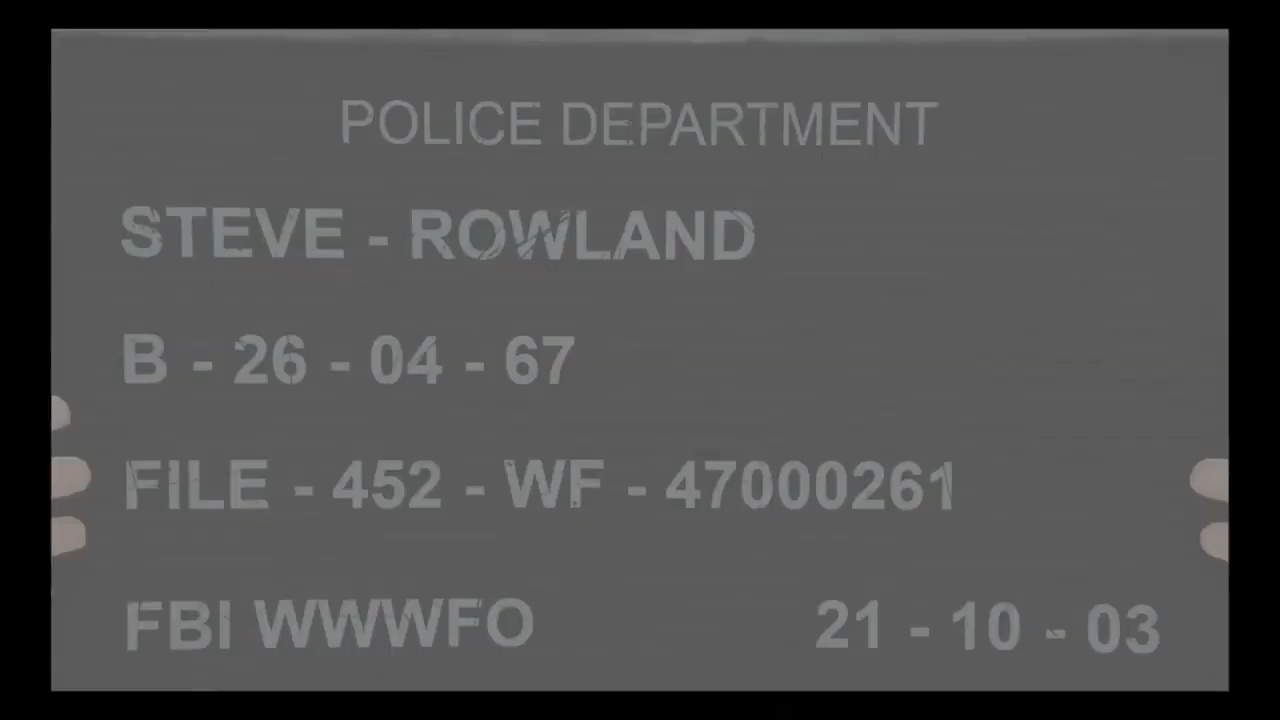 POLICE DEPARTMENT
STEVE - ROWLAND
B - 26 - 04 - 67
FILE - 452 - WF - 47000261
FBI WWWFO 21 - 10 - 03